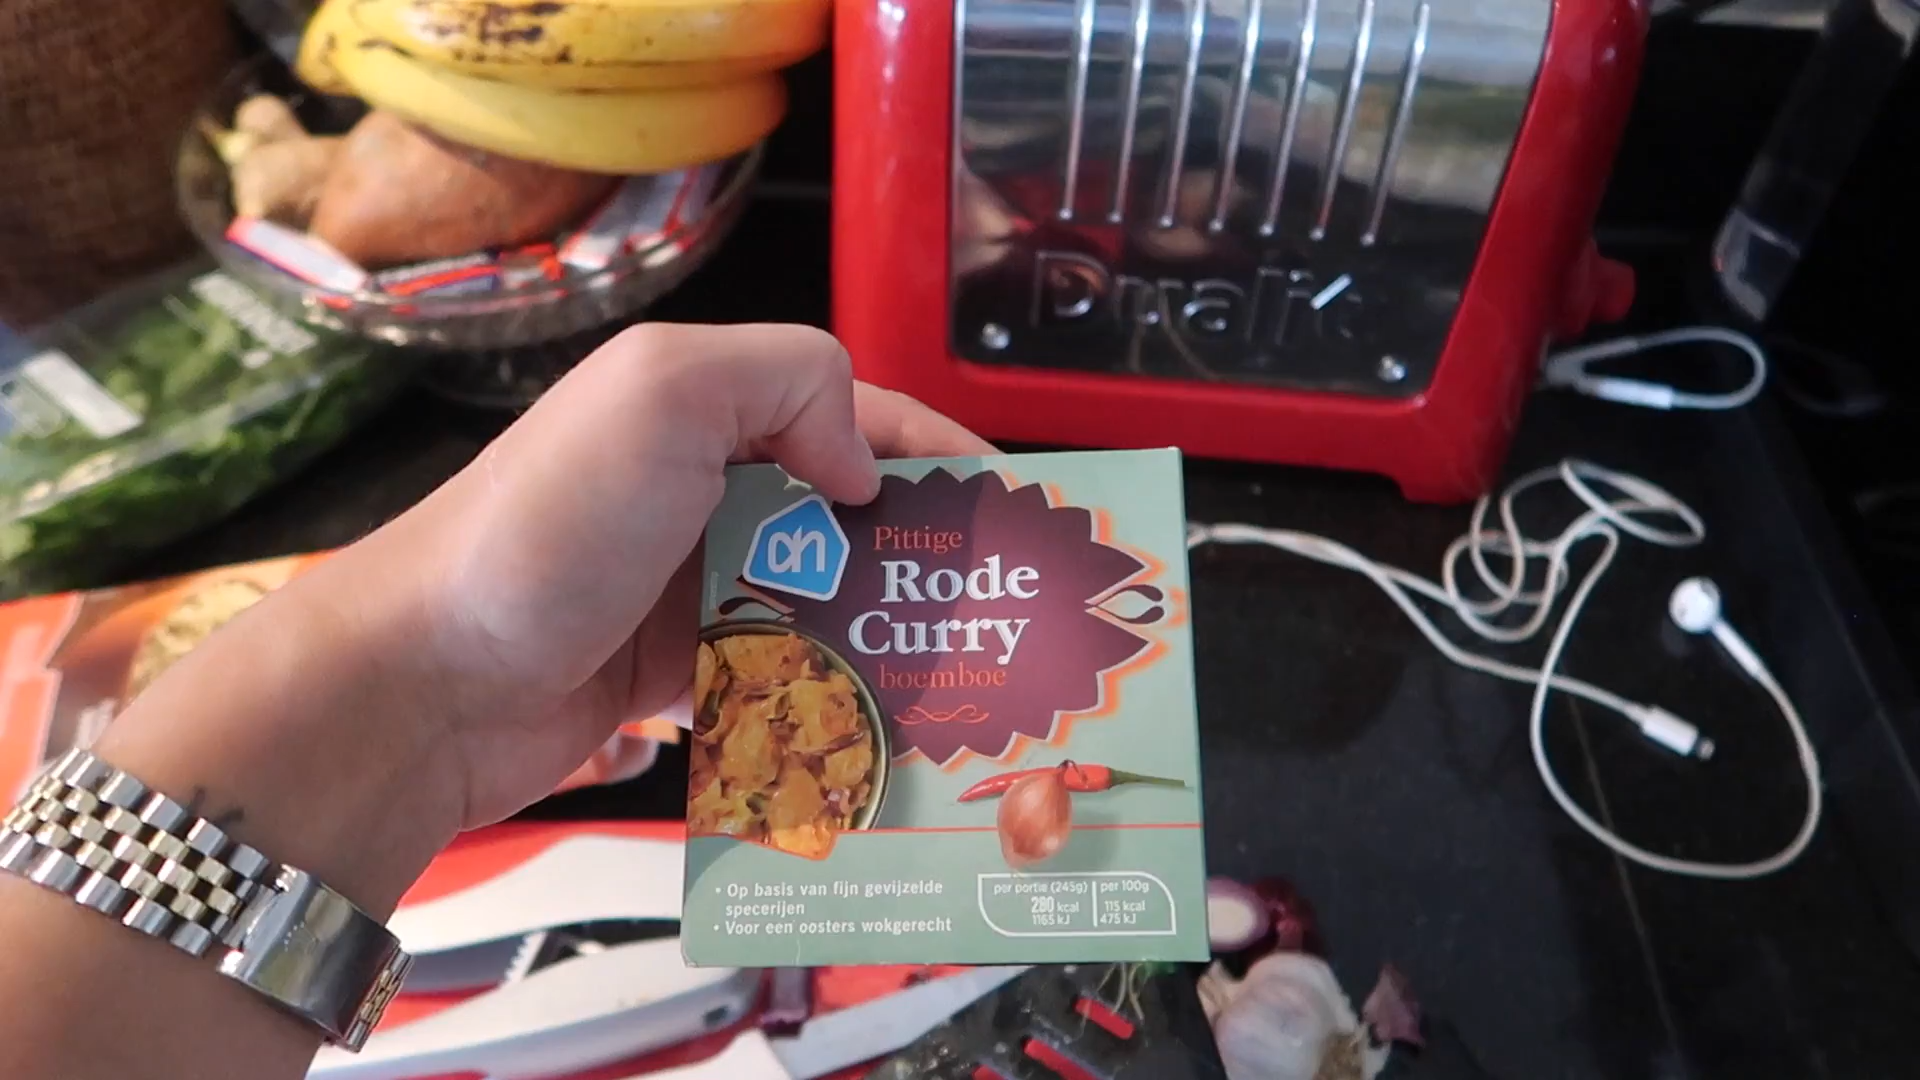 Dualit
ah
Pittige
Rode
Curry
boemboe
• Op basis van fijn gevijzelde
specerijen
• Voor een oosters wokgerecht
per portie (245g)
280 kcal
1165 kJ
per 100g
115 kcal
475 kJ